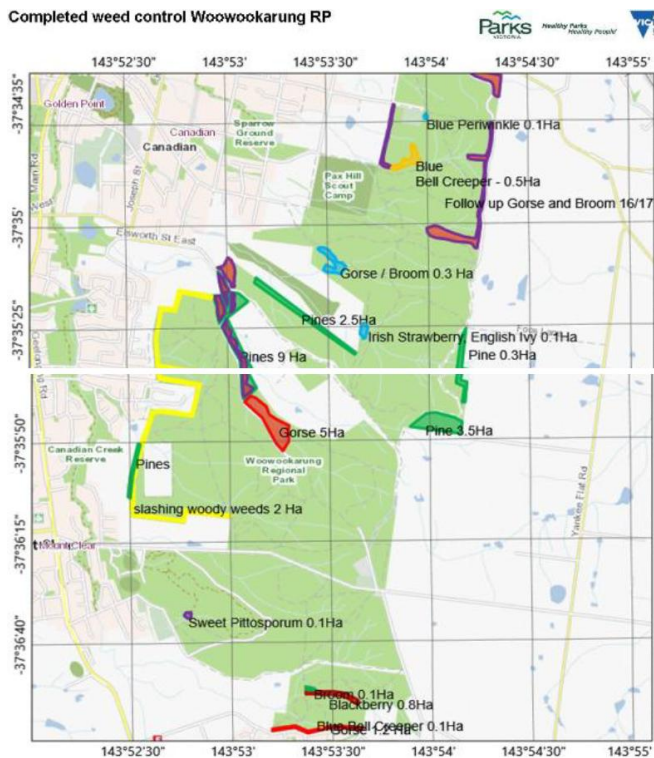 Completed weed control Woowookarung RP
Parks
VICTORIA
Healthy Parks
Healthy People®
143°52'30" 143°53' 143°53'30" 143°54' 143°54'30" 143°55'
-37°34'35"
Golden Point
Canadian
Canadian
Sparrow
Ground
Reserve
Blue Periwinkle 0.1Ha
Main Rd
Joseph St
Pax Hill
Scout
Camp
Blue
Bell Creeper - 0.5Ha
Follow up Gorse and Broom 16/17
West
-37°35'
Elsworth St East
Gorse / Broom 0.3 Ha
-37°35'25"
Pines 2.5Ha
Irish Strawberry, English Ivy 0.1Ha
Pines 9 Ha
Pine 0.3Ha
Gorse 5Ha
Pine 3.5Ha
-37°35'50"
Canadian Creek
Reserve
Woowookarung
Regional
Park
Pines
Yankee Flat Rd
slashing woody weeds 2 Ha
-37°36'15"
Mount Clear
Sweet Pittosporum 0.1Ha
-37°36'40"
Broom 0.1Ha
Blackberry 0.8Ha
Blue Bell Creeper 0.1Ha
Gorse 1.2 Ha
143°52'30" 143°53' 143°53'30" 143°54' 143°54'30" 143°55'